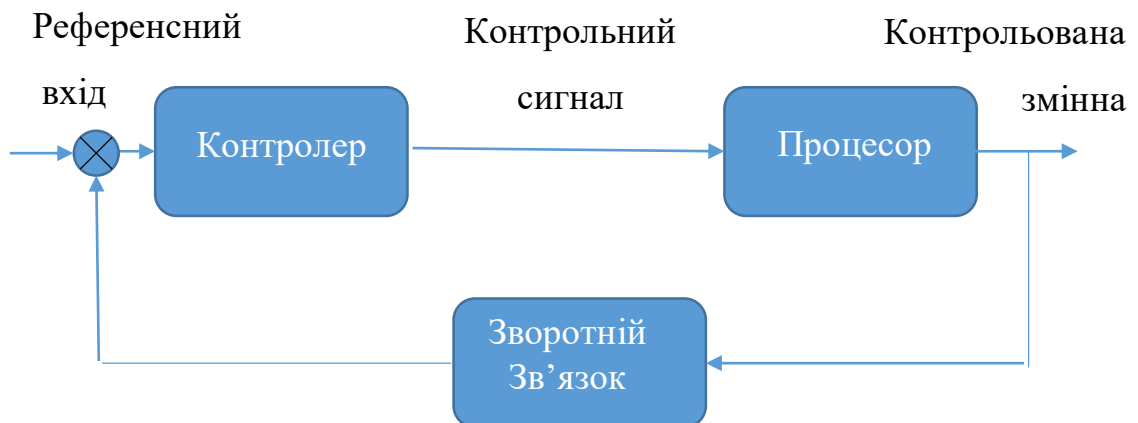 Референсний
вхід
Контрольний
сигнал
Контрольована
змінна
Контролер
Процесор
Зворотній
Зв’язок